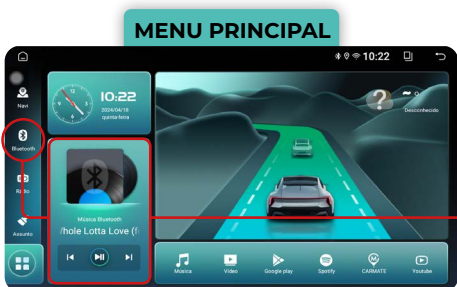 MENU PRINCIPAL
10:22
Navi
Bluetooth
Rádio
Assunto
10:22
2024/04/18
quinta-feira
Música Bluetooth
/hole Lotta Love (f
?
Desconhecido
Música
Vídeo
Google play
Spotify
CARMATE
Youtube